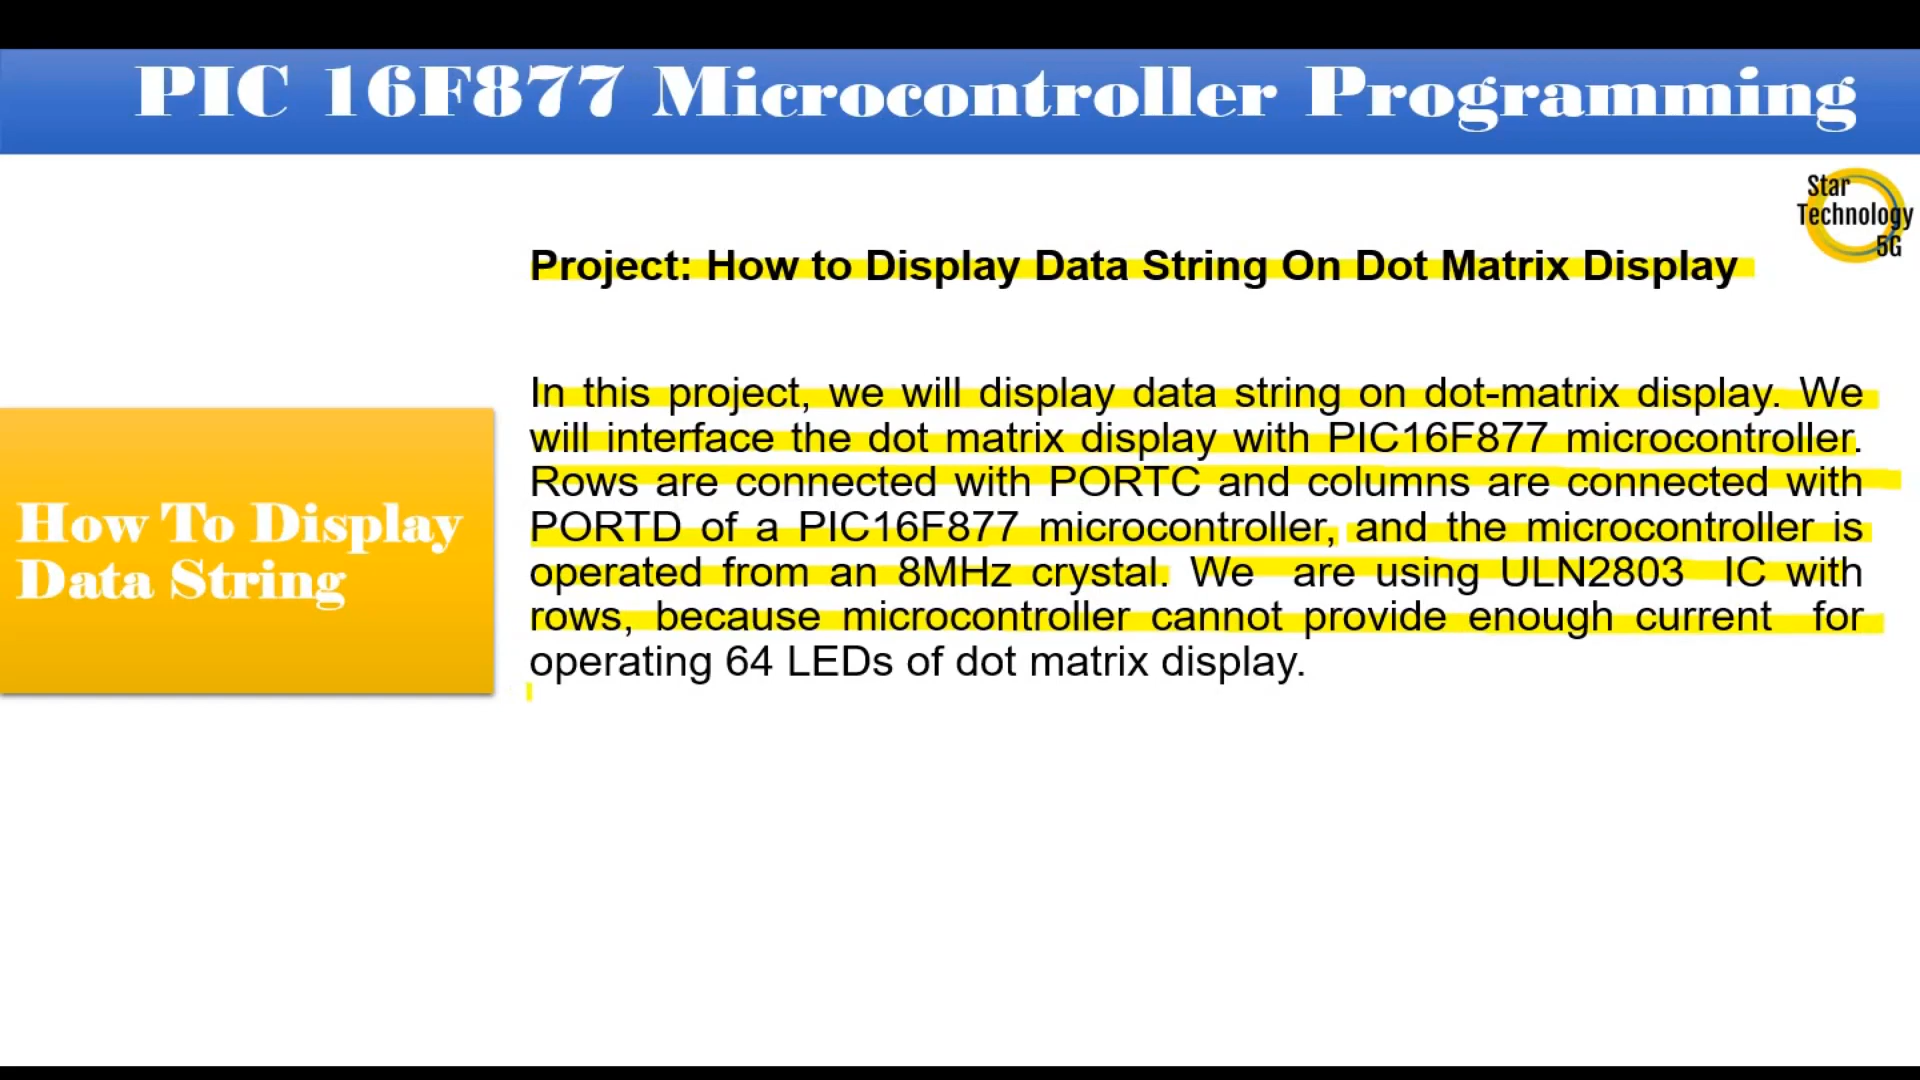 PIC 16F877 Microcontroller Programming
Star
Technology
5G
Project: How to Display Data String On Dot Matrix Display
In this project, we will display data string on dot-matrix display. We
will interface the dot matrix display with PIC16F877 microcontroller.
Rows are connected with PORTC and columns are connected with
PORTD of a PIC16F877 microcontroller, and the microcontroller is
operated from an 8MHz crystal. We are using ULN2803 IC with
rows, because microcontroller cannot provide enough current for
operating 64 LEDs of dot matrix display.
How To Display
Data String